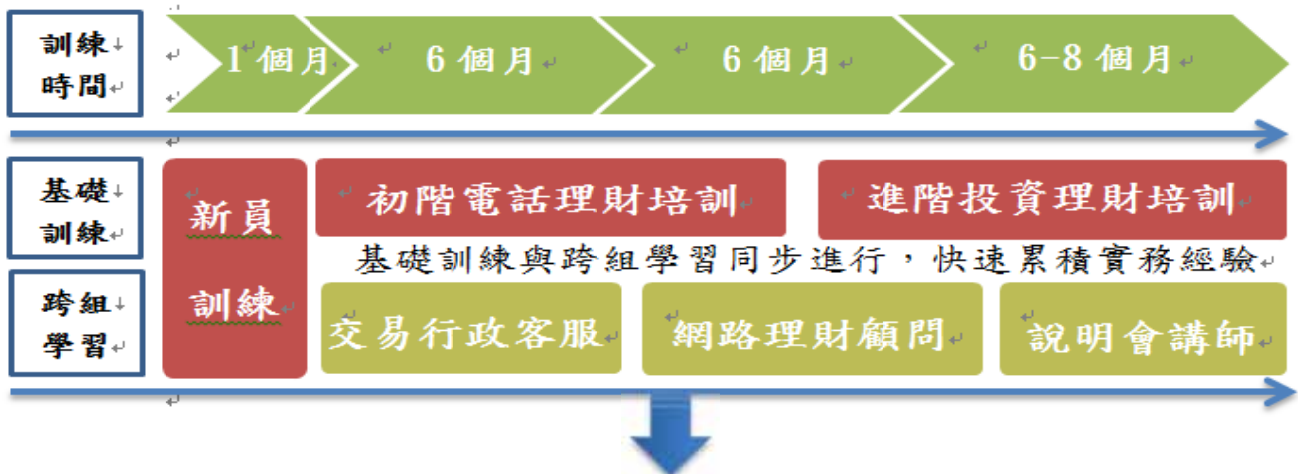 訓練
時間
1個月
6個月
6個月
6-8個月
基礎
訓練
新員
訓練
初階電話理財培訓
進階投資理財培訓
基礎訓練與跨組學習同步進行，快速累積實務經驗
跨組
學習
交易行政客服
網路理財顧問
說明會講師